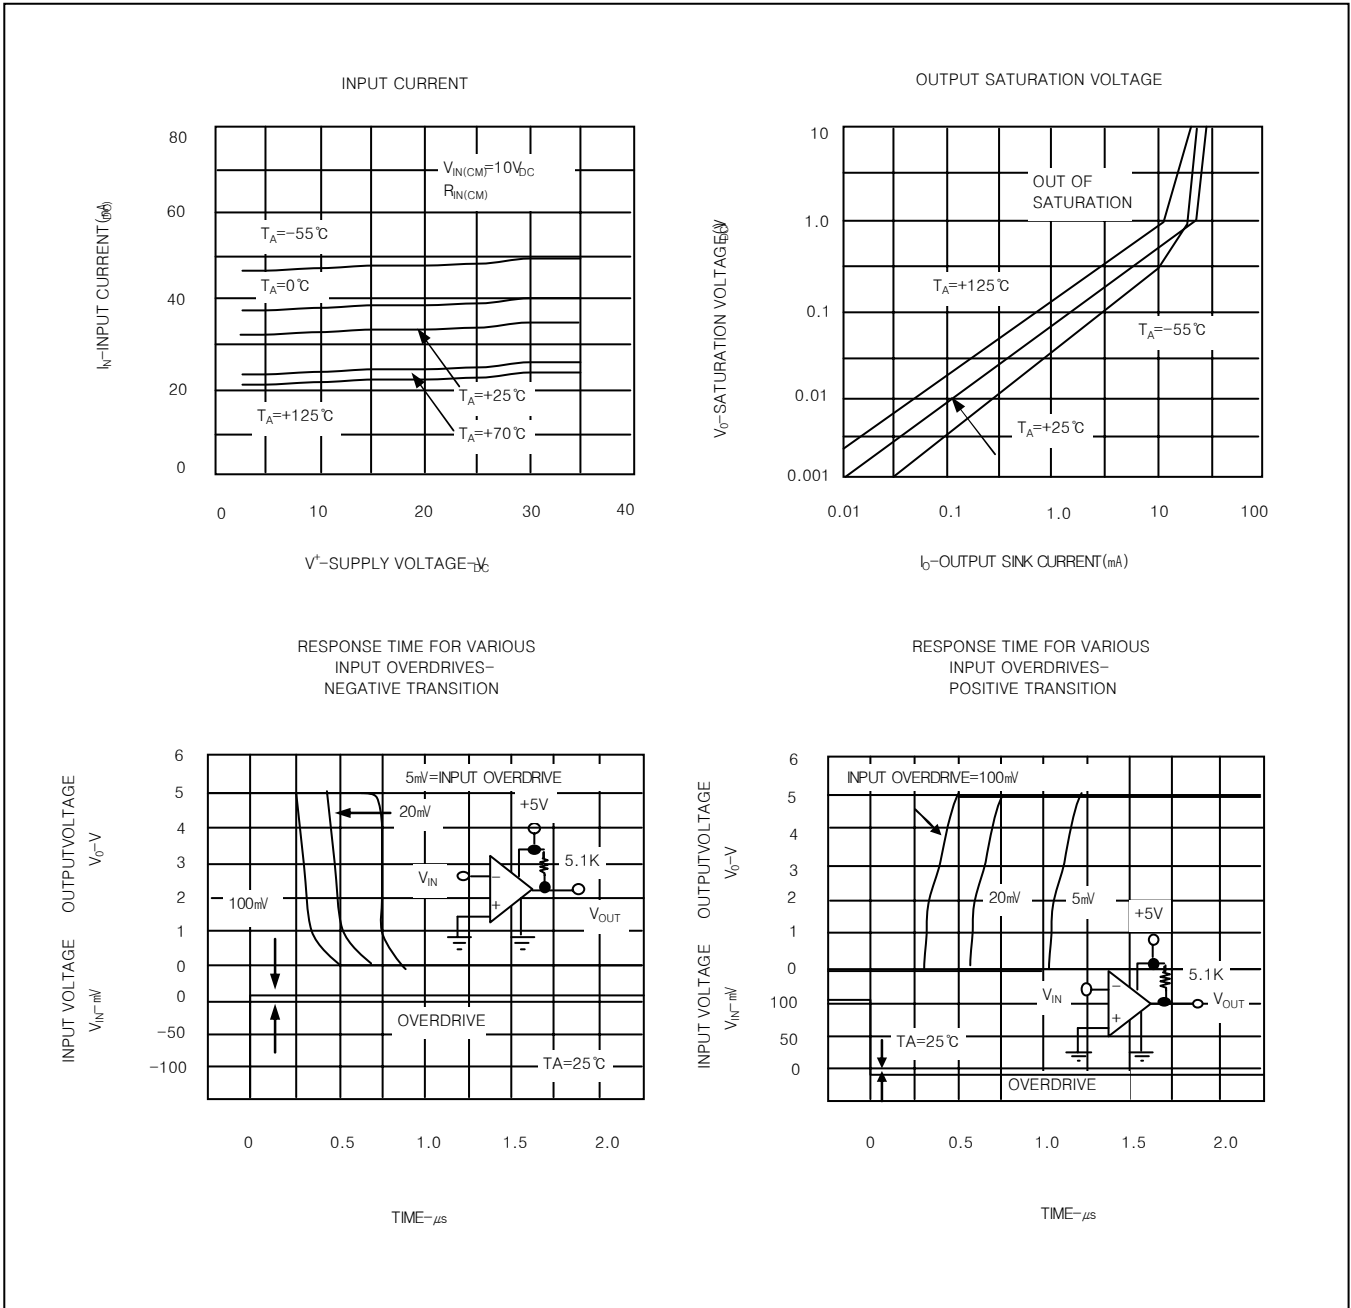 INPUT CURRENT
80
60
40
20
0
I_N-INPUT CURRENT(nA_DC)
V_IN(CM)=10V_DC
R_IN(CM)
T_A=-55℃
T_A=0℃
T_A=+25℃
T_A=+125℃
T_A=+70℃
0 10 20 30 40
V⁺-SUPPLY VOLTAGE-V_DC
OUTPUT SATURATION VOLTAGE
10
1.0
0.1
0.01
0.001
V_0-SATURATION VOLTAGE(V_DC)
OUT OF
SATURATION
T_A=+125℃
T_A=-55℃
T_A=+25℃
0.01 0.1 1.0 10 100
I_O-OUTPUT SINK CURRENT(mA)
RESPONSE TIME FOR VARIOUS
INPUT OVERDRIVES-
NEGATIVE TRANSITION
INPUT VOLTAGE OUTPUTVOLTAGE
V_IN-mV V_0-V
6
5
4
3
2
1
0
0
-50
-100
5mV=INPUT OVERDRIVE
20mV
100mV
+5V
5.1K
V_IN
-
+
V_OUT
OVERDRIVE
TA=25℃
0 0.5 1.0 1.5 2.0
TIME-μs
RESPONSE TIME FOR VARIOUS
INPUT OVERDRIVES-
POSITIVE TRANSITION
INPUT VOLTAGE OUTPUTVOLTAGE
V_IN-mV V_0-V
6
5
4
3
2
1
0
100
50
0
INPUT OVERDRIVE=100mV
20mV
5mV
+5V
5.1K
V_IN
-
+
V_OUT
TA=25℃
OVERDRIVE
0 0.5 1.0 1.5 2.0
TIME-μs